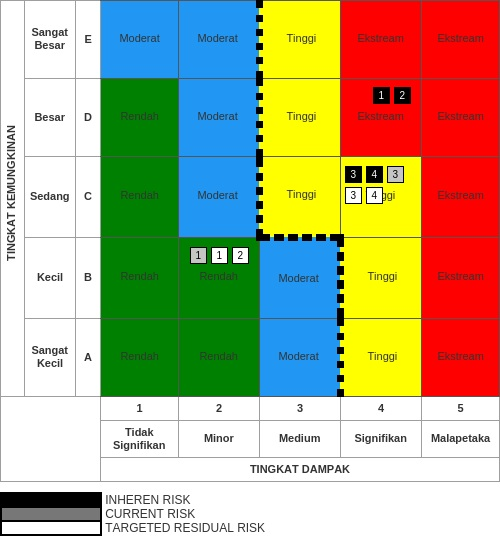 TINGKAT KEMUNGKINAN
Sangat Besar E Moderat Moderat Tinggi Ekstream Ekstream
1 2
Besar D Rendah Moderat Tinggi Ekstream Ekstream
3 4 3
3 4
Sedang C Rendah Moderat Tinggi ggi Ekstream
1 1 2
Kecil B Rendah Rendah Moderat Tinggi Ekstream
Sangat Kecil A Rendah Rendah Moderat Tinggi Ekstream
1 2 3 4 5
Tidak Signifikan Minor Medium Signifikan Malapetaka
TINGKAT DAMPAK
INHEREN RISK
CURRENT RISK
TARGETED RESIDUAL RISK